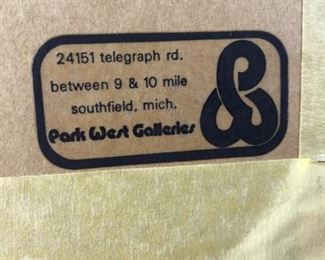 24151 telegraph rd.
between 9 & 10 mile
southfield, mich.
Park West Galleries